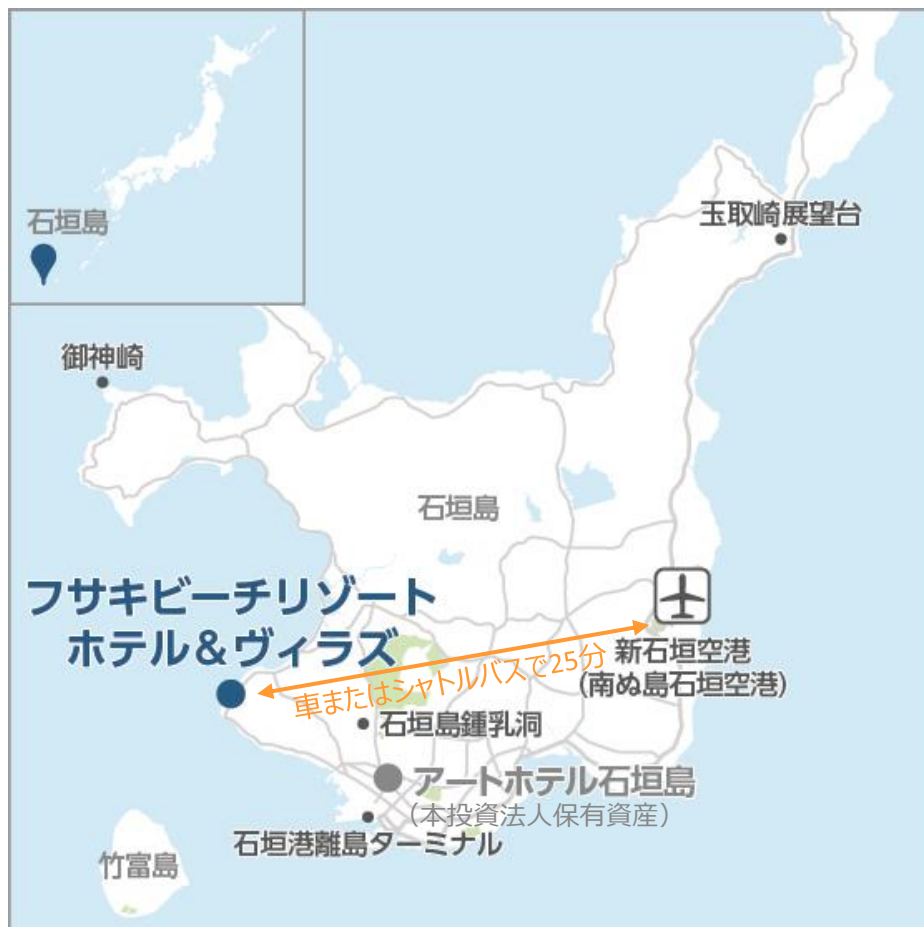 石垣島
玉取崎展望台
御神崎
石垣島
フサキビーチリゾート
ホテル＆ヴィラズ
車またはシャトルバスで25分
新石垣空港
(南ぬ島石垣空港)
石垣島鍾乳洞
アートホテル石垣島
（本投資法人保有資産）
石垣港離島ターミナル
竹富島